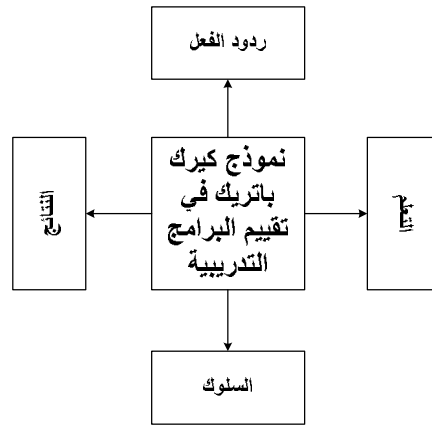 ردود الفعل
نموذج كيرك
باتريك في
تقييم البرامج
التدريبية
التعلم
النتائج
السلوك